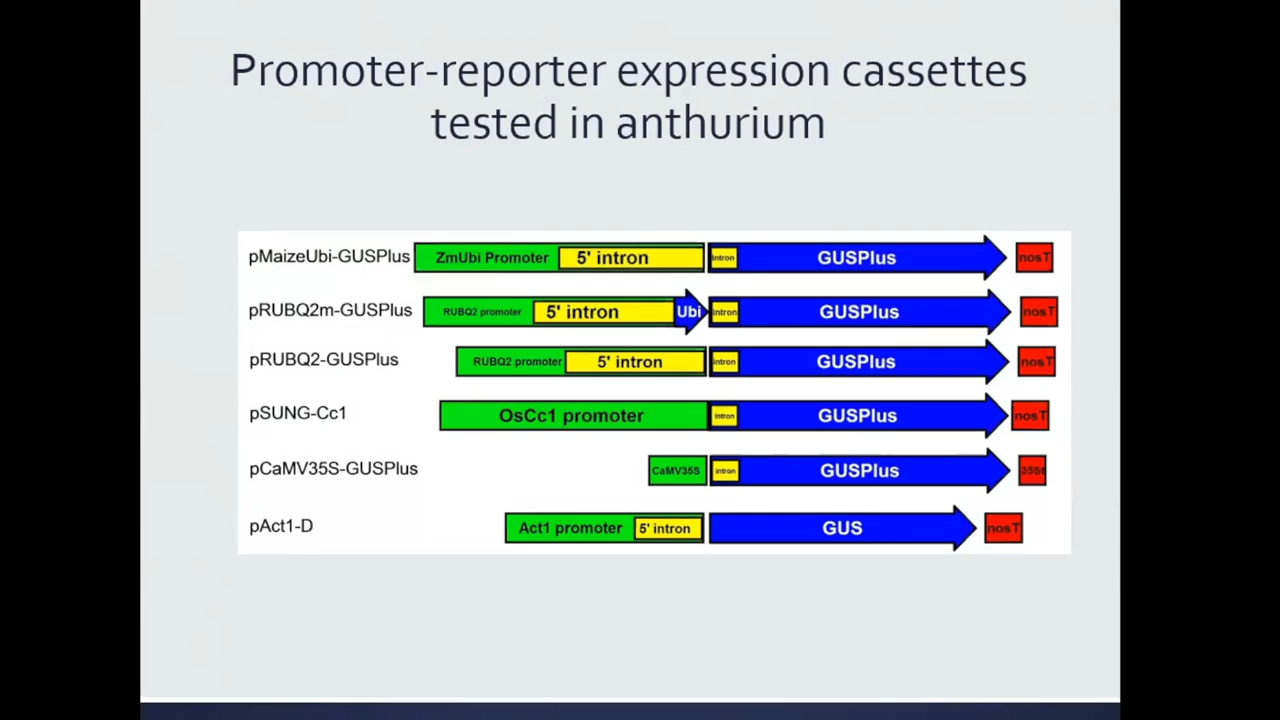 Promoter-reporter expression cassettes
tested in anthurium
pMaizeUbi-GUSPlus ZmUbi Promoter 5' intron intron GUSPlus nosT
pRUBQ2m-GUSPlus RUBQ2 promoter 5' intron Ubi intron GUSPlus nosT
pRUBQ2-GUSPlus RUBQ2 promoter 5' intron intron GUSPlus nosT
pSUNG-Cc1 OsCc1 promoter intron GUSPlus nosT
pCaMV35S-GUSPlus CaMV35S intron GUSPlus 35St
pAct1-D Act1 promoter 5' intron GUS nosT